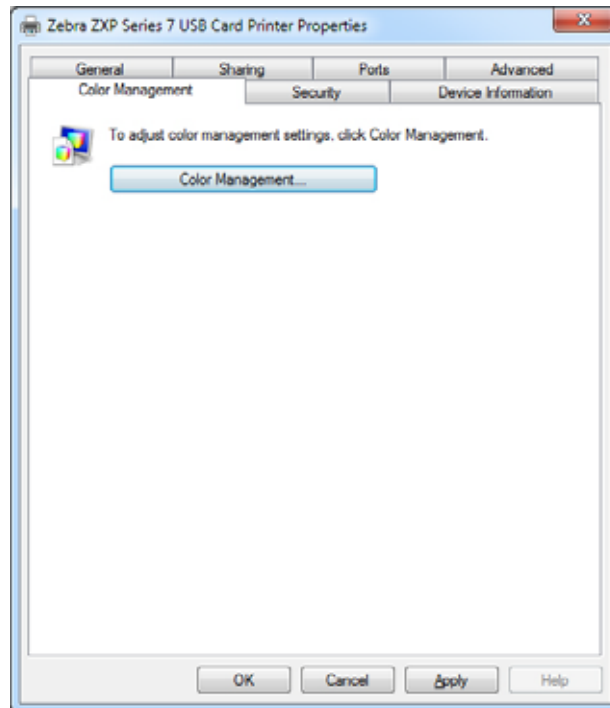 Zebra ZXP Series 7 USB Card Printer Properties
General Sharing Ports Advanced
Color Management Security Device Information
To adjust color management settings, click Color Management.
Color Management...
OK Cancel Apply Help